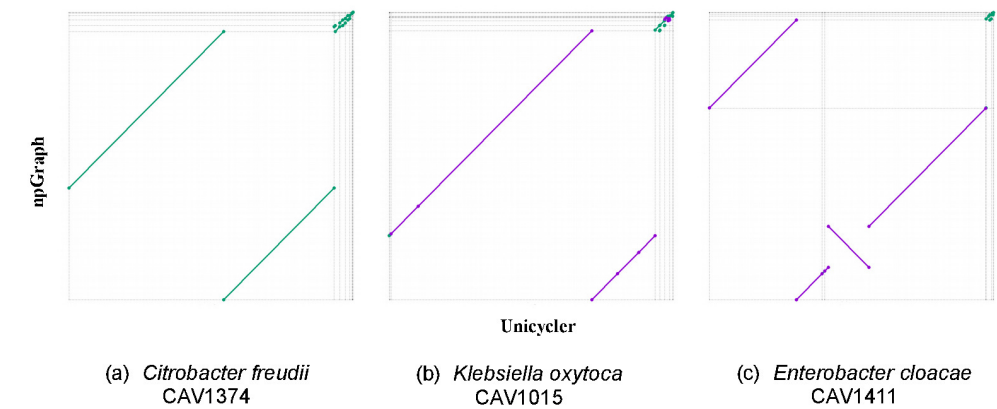 npGraph
Unicycler
(a) Citrobacter freudii
CAV1374
(b) Klebsiella oxytoca
CAV1015
(c) Enterobacter cloacae
CAV1411